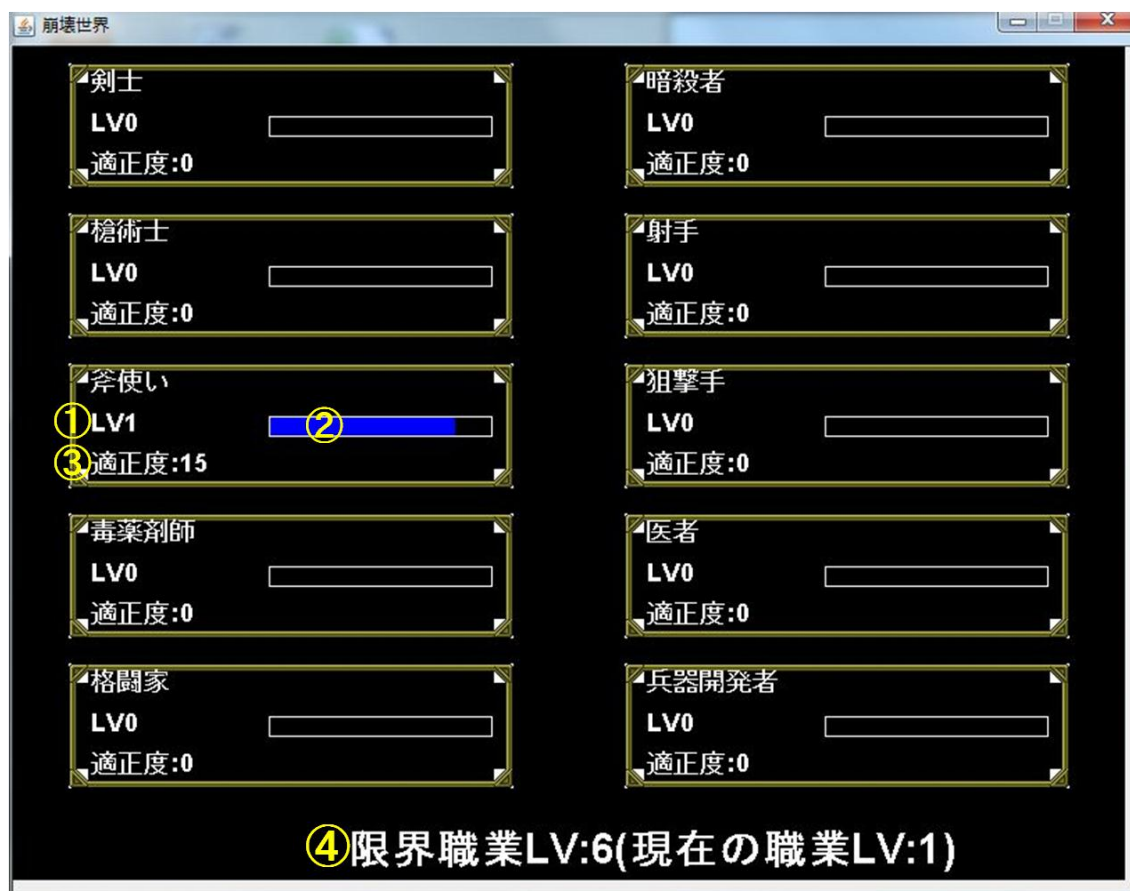 崩壊世界
剣士
LV0
適正度:0
暗殺者
LV0
適正度:0
槍術士
LV0
適正度:0
射手
LV0
適正度:0
斧使い
①LV1
②
③適正度:15
狙撃手
LV0
適正度:0
毒薬剤師
LV0
適正度:0
医者
LV0
適正度:0
格闘家
LV0
適正度:0
兵器開発者
LV0
適正度:0
④限界職業LV:6(現在の職業LV:1)